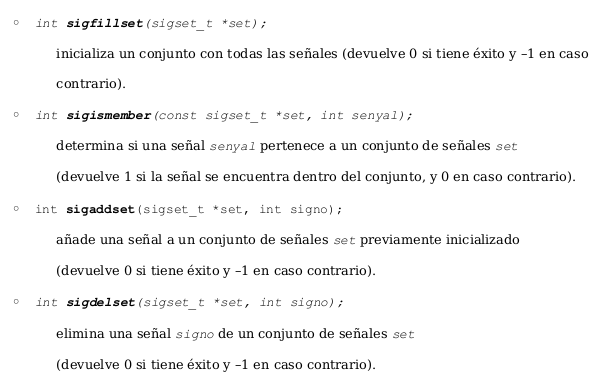 ○ int sigfillset(sigset_t *set);
inicializa un conjunto con todas las señales (devuelve 0 si tiene éxito y –1 en caso
contrario).
○ int sigismember(const sigset_t *set, int senyal);
determina si una señal senyal pertenece a un conjunto de señales set
(devuelve 1 si la señal se encuentra dentro del conjunto, y 0 en caso contrario).
○ int sigaddset(sigset_t *set, int signo);
añade una señal a un conjunto de señales set previamente inicializado
(devuelve 0 si tiene éxito y –1 en caso contrario).
○ int sigdelset(sigset_t *set, int signo);
elimina una señal signo de un conjunto de señales set
(devuelve 0 si tiene éxito y –1 en caso contrario).